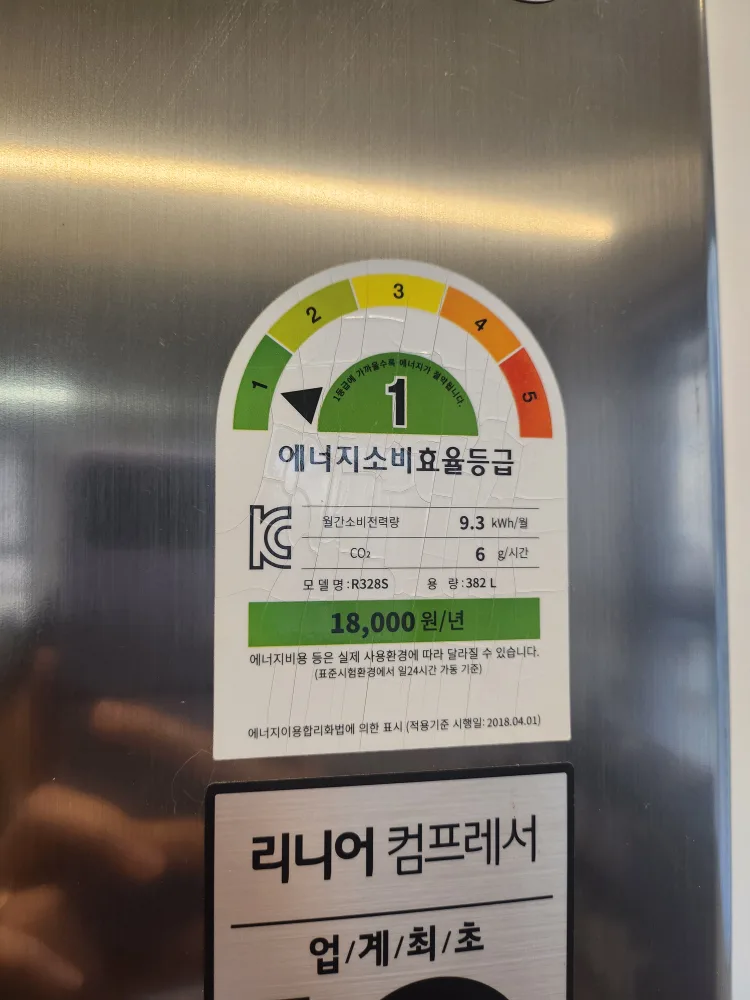 1 2 3 4 5
1등급에 가까울수록 에너지가 절약됩니다.
1
에너지소비효율등급
월간소비전력량 9.3 kWh/월
CO₂ 6 g/시간
모델명:R328S 용 량:382 L
18,000 원/년
에너지비용 등은 실제 사용환경에 따라 달라질 수 있습니다.
(표준시험환경에서 일24시간 가동 기준)
에너지이용합리화법에 의한 표시 (적용기준 시행일: 2018.04.01)
리니어 컴프레서
업/계/최/초